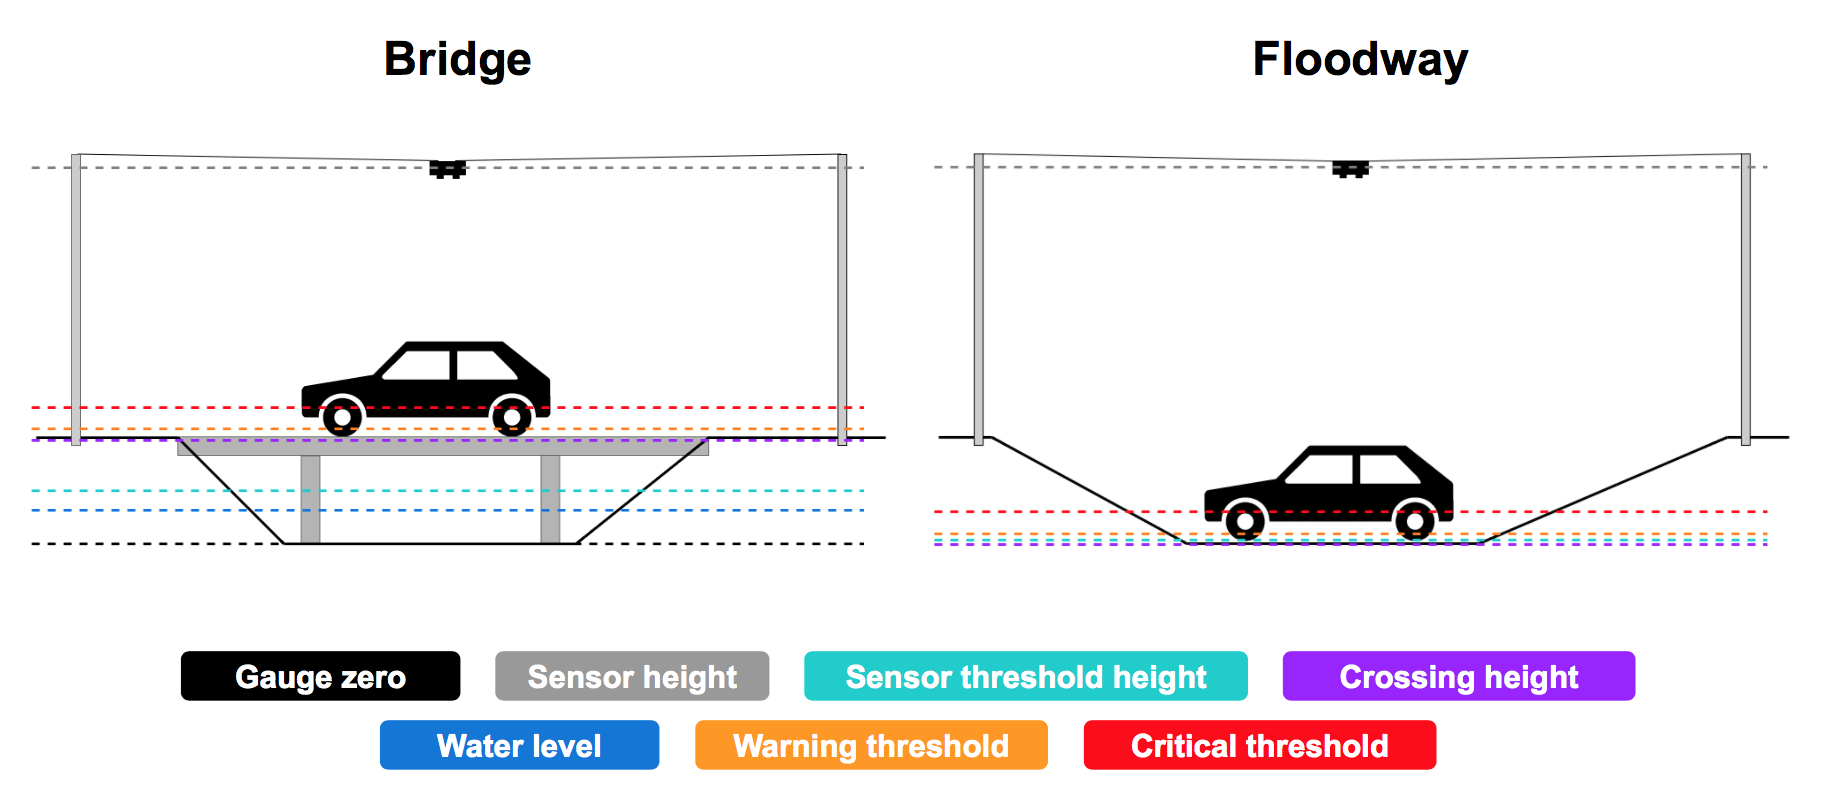 Bridge
Floodway
Gauge zero
Sensor height
Sensor threshold height
Crossing height
Water level
Warning threshold
Critical threshold